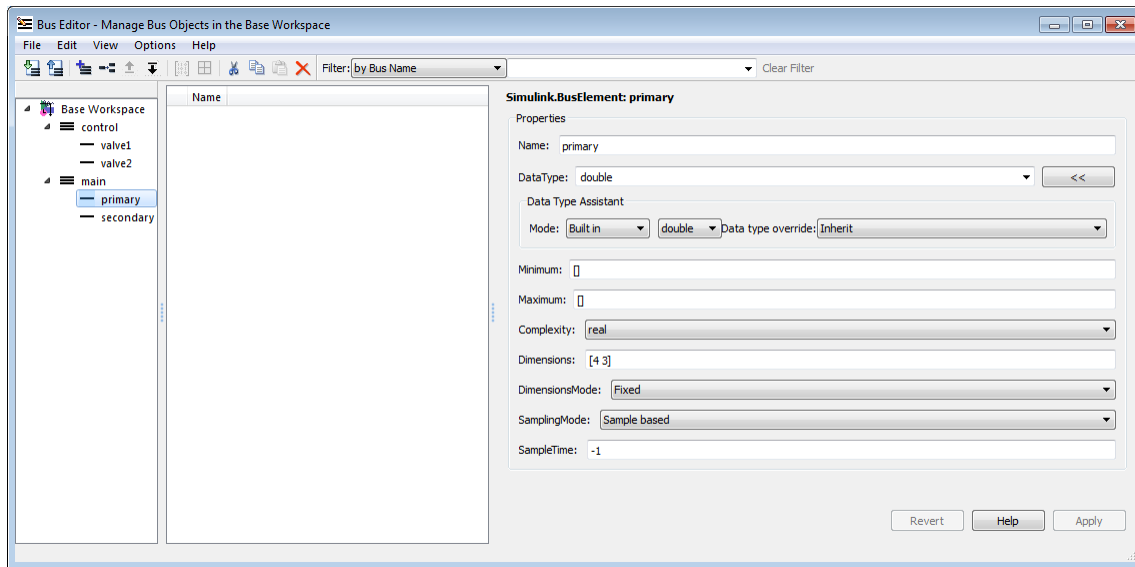 Bus Editor - Manage Bus Objects in the Base Workspace
File Edit View Options Help
Filter: by Bus Name Clear Filter
Base Workspace
control
valve1
valve2
main
primary
secondary
Name
Simulink.BusElement: primary
Properties
Name: primary
DataType: double <<
Data Type Assistant
Mode: Built in double Data type override: Inherit
Minimum: []
Maximum: []
Complexity: real
Dimensions: [4 3]
DimensionsMode: Fixed
SamplingMode: Sample based
SampleTime: -1
Revert Help Apply